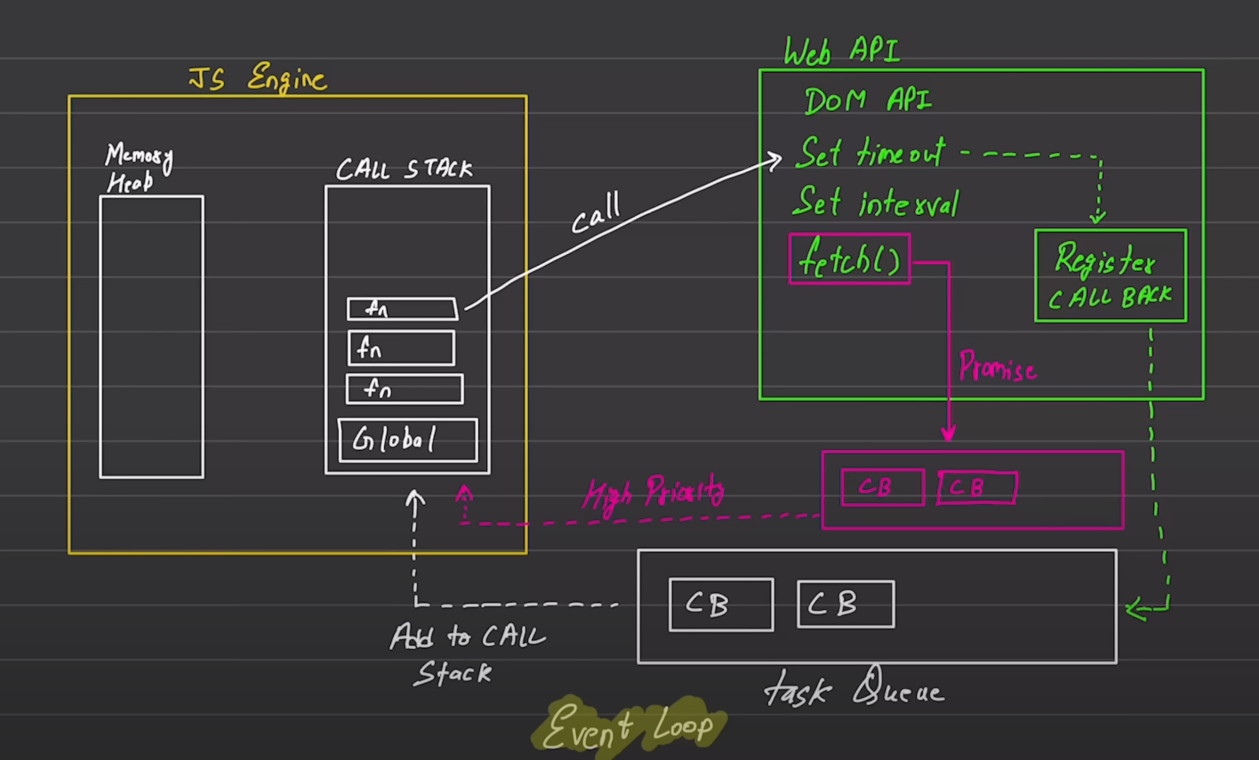 JS Engine
Memory
Heap
CALL STACK
fn
fn
fn
Global
call
Web API
DOM API
Set timeout
Set interval
fetch()
Register
CALL BACK
Promise
CB
CB
High Priority
CB
CB
Add to CALL
Stack
task Queue
Event Loop